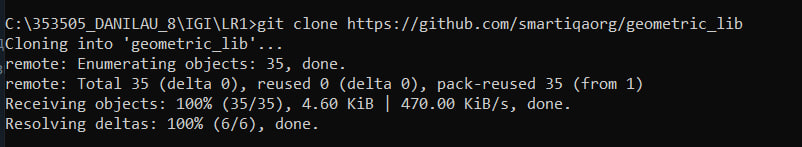 C:\353505_DANILAU_8\IGI\LR1>git clone https://github.com/smartiqaorg/geometric_lib
Cloning into 'geometric_lib'...
remote: Enumerating objects: 35, done.
remote: Total 35 (delta 0), reused 0 (delta 0), pack-reused 35 (from 1)
Receiving objects: 100% (35/35), 4.60 KiB | 470.00 KiB/s, done.
Resolving deltas: 100% (6/6), done.